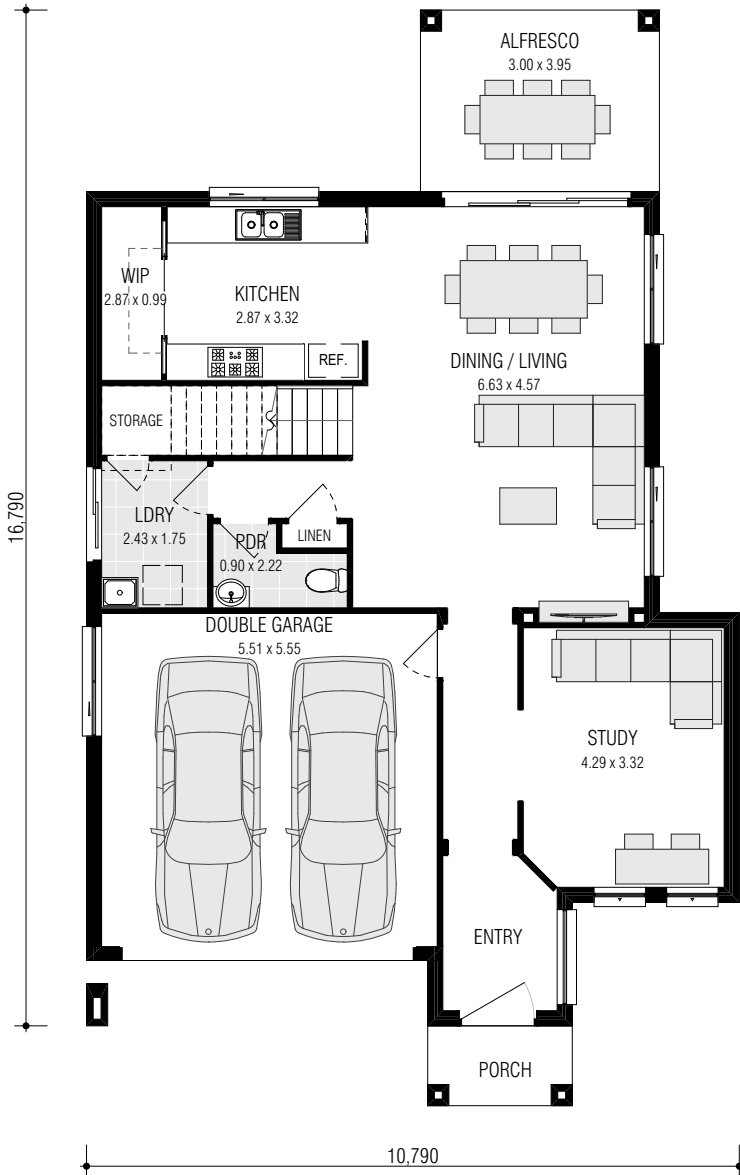 ALFRESCO
3.00 x 3.95
WIP
2.87 x 0.99
KITCHEN
2.87 x 3.32
REF.
DINING / LIVING
6.63 x 4.57
STORAGE
16,790
LDRY
2.43 x 1.75
LINEN
PDR
0.90 x 2.22
DOUBLE GARAGE
5.51 x 5.55
STUDY
4.29 x 3.32
ENTRY
PORCH
10,790